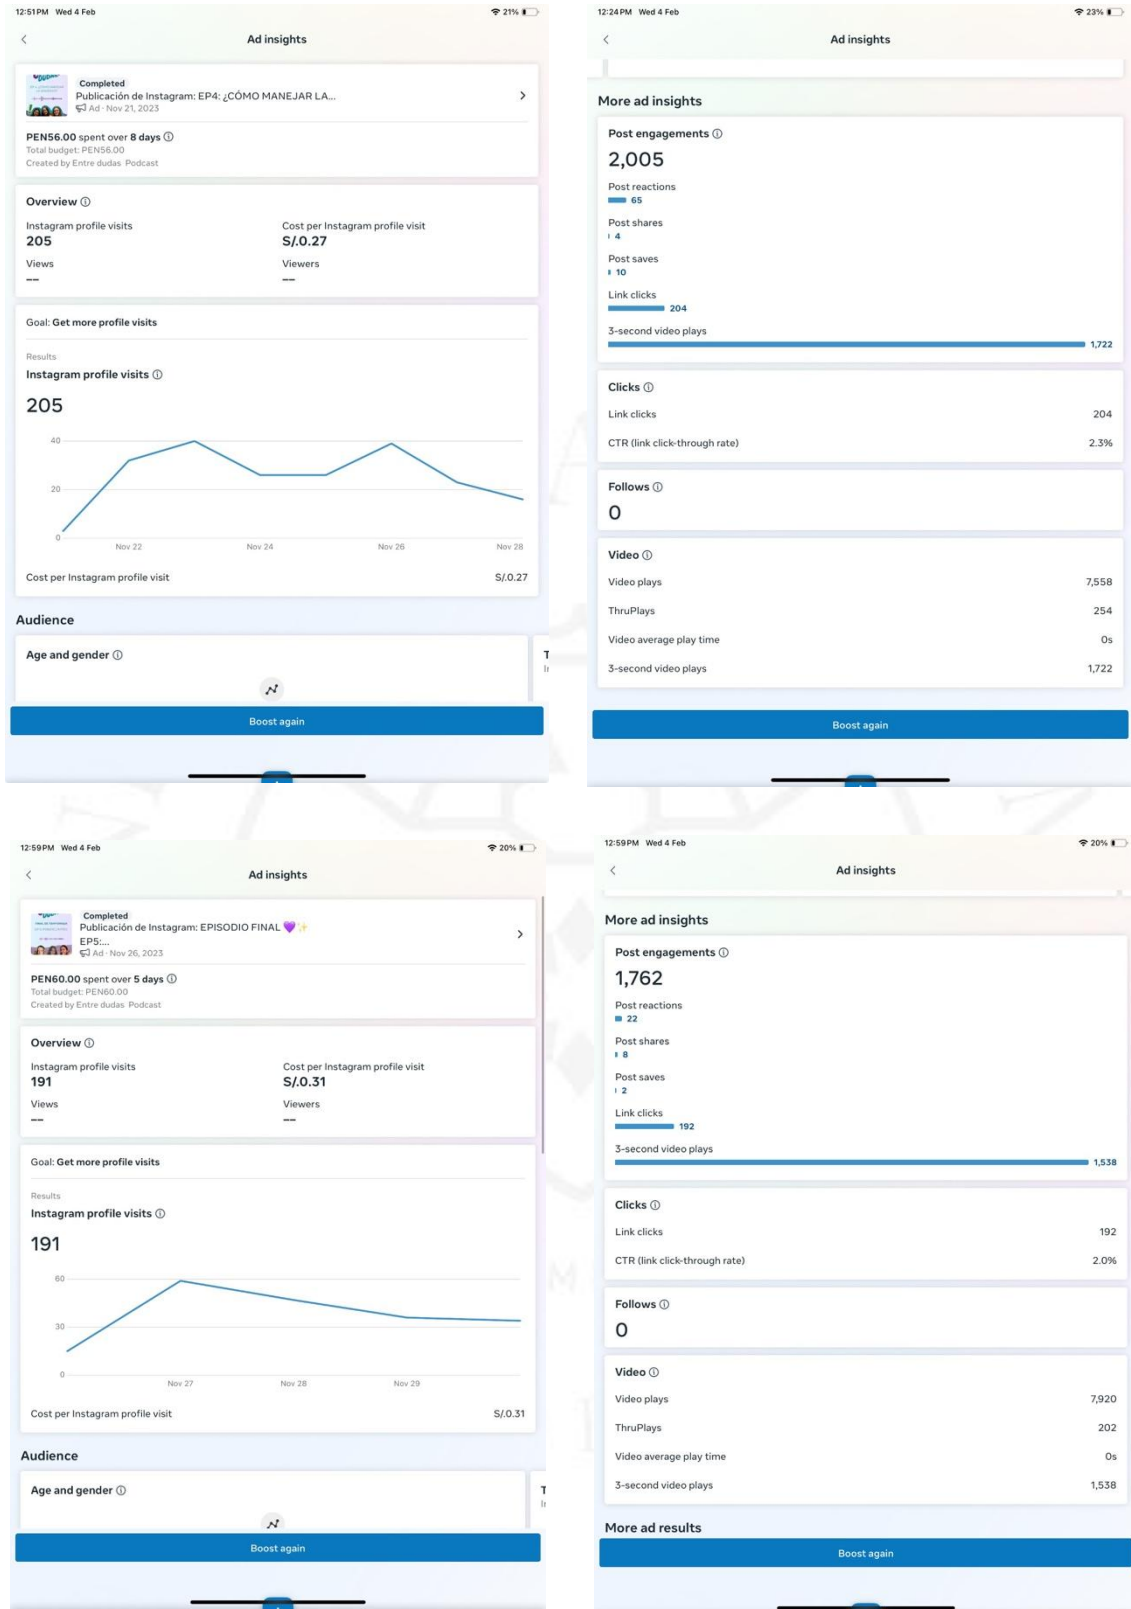 12:51 PM Wed 4 Feb
21%
Ad insights
Completed
Publicación de Instagram: EP4: ¿CÓMO MANEJAR LA...
Ad · Nov 21, 2023
PEN56.00 spent over 8 days
Total budget: PEN56.00
Created by Entre dudas Podcast
Overview
Instagram profile visits
205
Cost per Instagram profile visit
S/.0.27
Views
--
Viewers
--
Goal: Get more profile visits
Results
Instagram profile visits
205
40
20
0
Nov 22 Nov 24 Nov 26 Nov 28
Cost per Instagram profile visit S/.0.27
Audience
Age and gender
Boost again
12:24 PM Wed 4 Feb
23%
Ad insights
More ad insights
Post engagements
2,005
Post reactions
65
Post shares
4
Post saves
10
Link clicks
204
3-second video plays
1,722
Clicks
Link clicks 204
CTR (link click-through rate) 2.3%
Follows
0
Video
Video plays 7,558
ThruPlays 254
Video average play time 0s
3-second video plays 1,722
Boost again
12:59 PM Wed 4 Feb
20%
Ad insights
Completed
Publicación de Instagram: EPISODIO FINAL 💜✨
EP5:...
Ad · Nov 26, 2023
PEN60.00 spent over 5 days
Total budget: PEN60.00
Created by Entre dudas Podcast
Overview
Instagram profile visits
191
Cost per Instagram profile visit
S/.0.31
Views
--
Viewers
--
Goal: Get more profile visits
Results
Instagram profile visits
191
60
30
0
Nov 27 Nov 28 Nov 29
Cost per Instagram profile visit S/.0.31
Audience
Age and gender
Boost again
12:59 PM Wed 4 Feb
20%
Ad insights
More ad insights
Post engagements
1,762
Post reactions
22
Post shares
8
Post saves
2
Link clicks
192
3-second video plays
1,538
Clicks
Link clicks 192
CTR (link click-through rate) 2.0%
Follows
0
Video
Video plays 7,920
ThruPlays 202
Video average play time 0s
3-second video plays 1,538
More ad results
Boost again